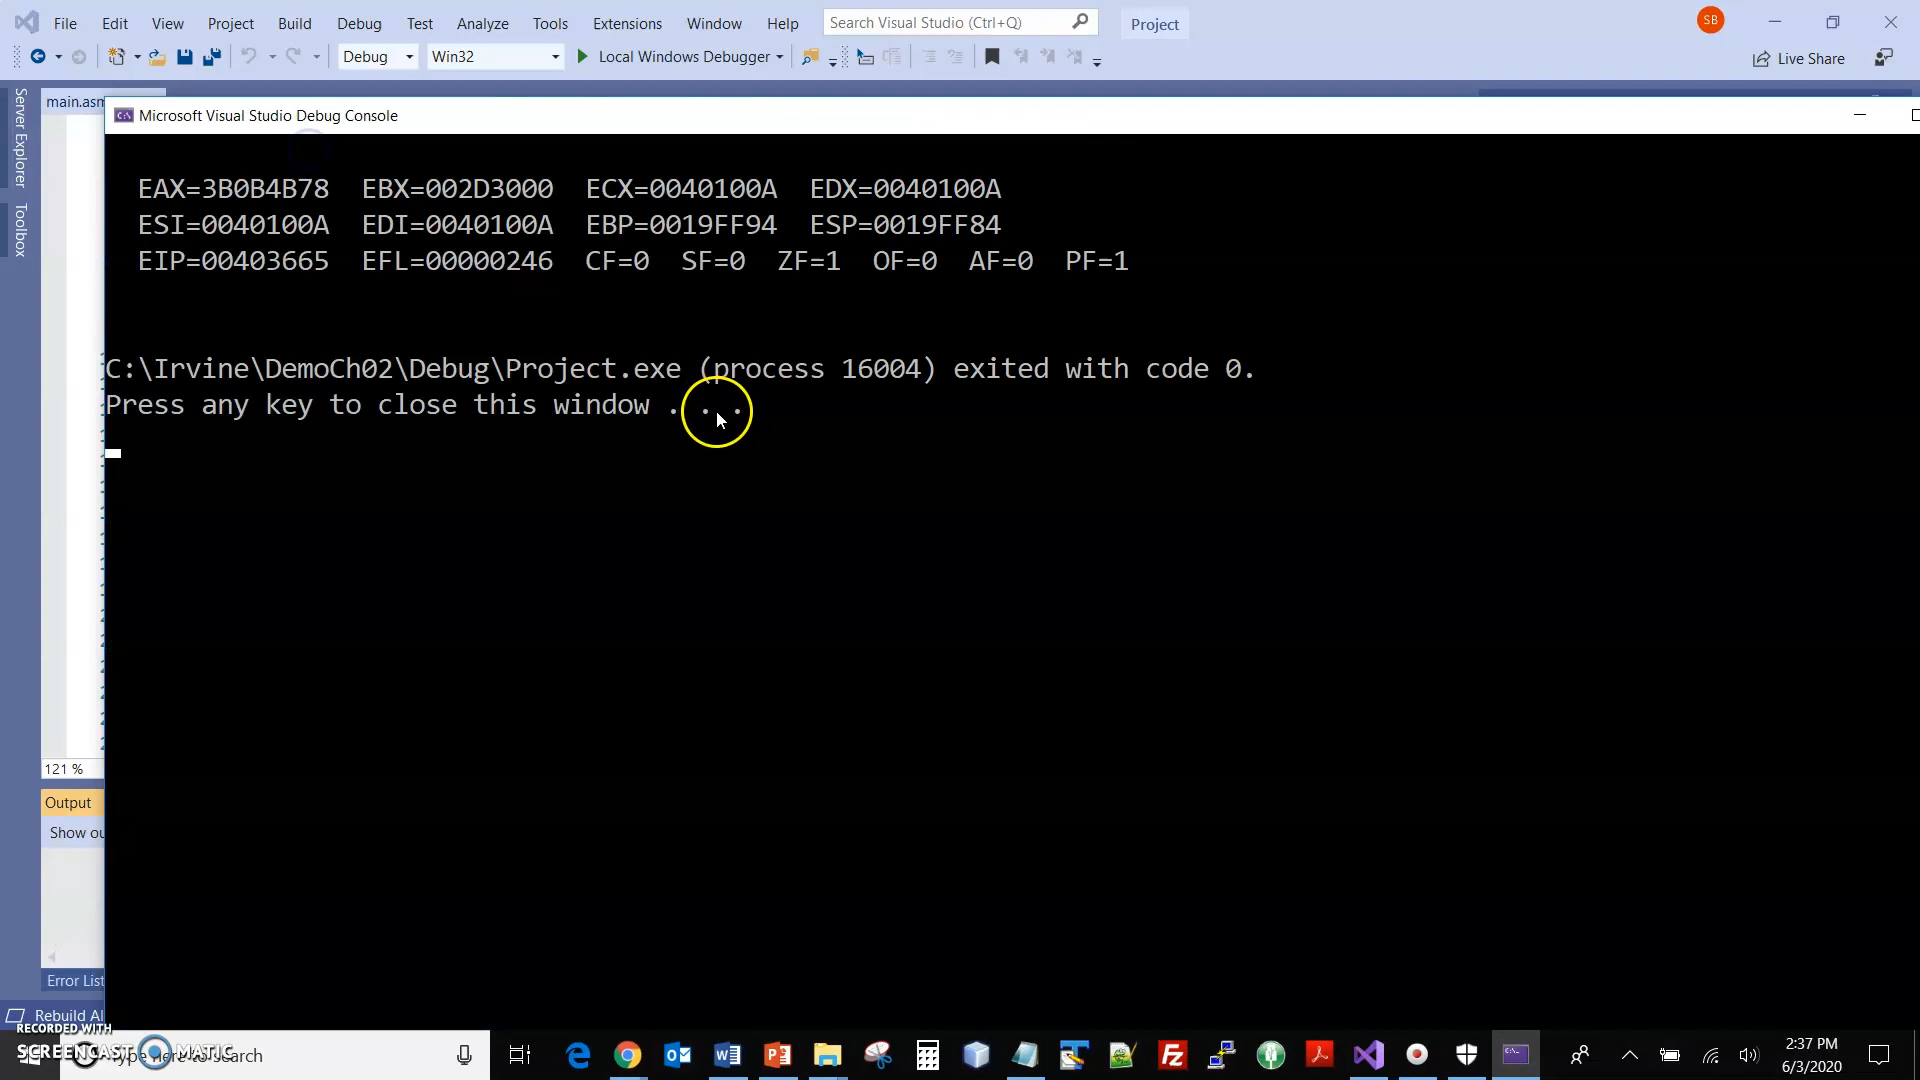 File Edit View Project Build Debug Test Analyze Tools Extensions Window Help Search Visual Studio (Ctrl+Q) Project SB
Debug Win32 Local Windows Debugger Live Share
Server Explorer
Toolbox
main.asm
Microsoft Visual Studio Debug Console
EAX=3B0B4B78 EBX=002D3000 ECX=0040100A EDX=0040100A
ESI=0040100A EDI=0040100A EBP=0019FF94 ESP=0019FF84
EIP=00403665 EFL=00000246 CF=0 SF=0 ZF=1 OF=0 AF=0 PF=1
C:\Irvine\DemoCh02\Debug\Project.exe (process 16004) exited with code 0.
Press any key to close this window . . .
121 %
Output
Show ou
Error List
Rebuild Al
RECORDED WITH
SCREENCAST MATIC
Type here to search
2:37 PM
6/3/2020